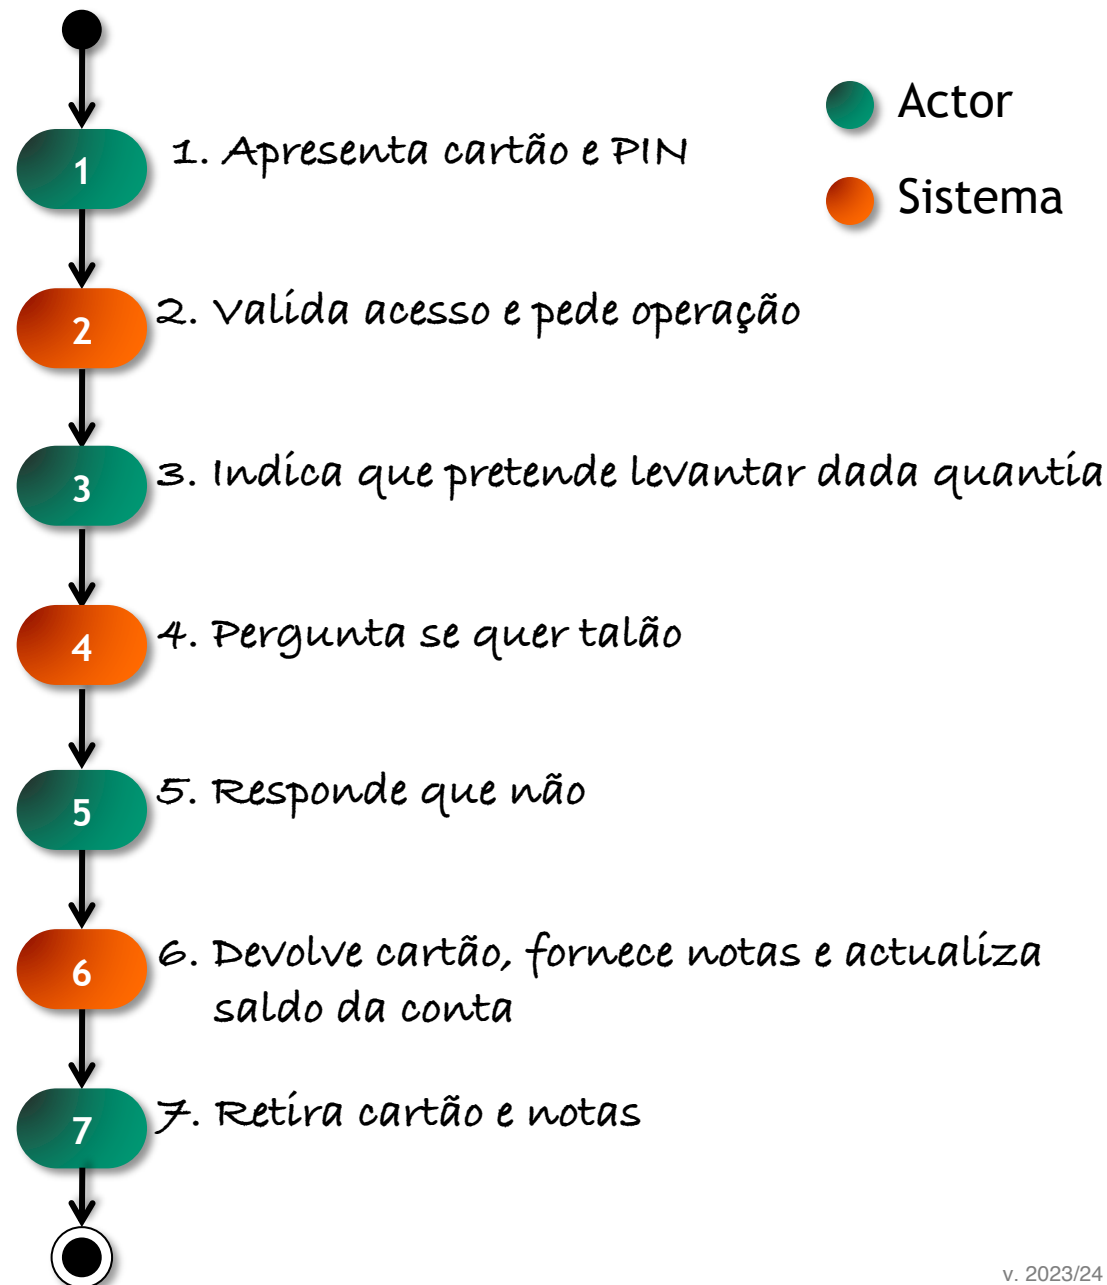 Actor
Sistema
1
1. Apresenta cartão e PIN
2
2. Valida acesso e pede operação
3
3. Indica que pretende levantar dada quantia
4
4. Pergunta se quer talão
5
5. Responde que não
6
6. Devolve cartão, fornece notas e actualiza
saldo da conta
7
7. Retira cartão e notas
v. 2023/24